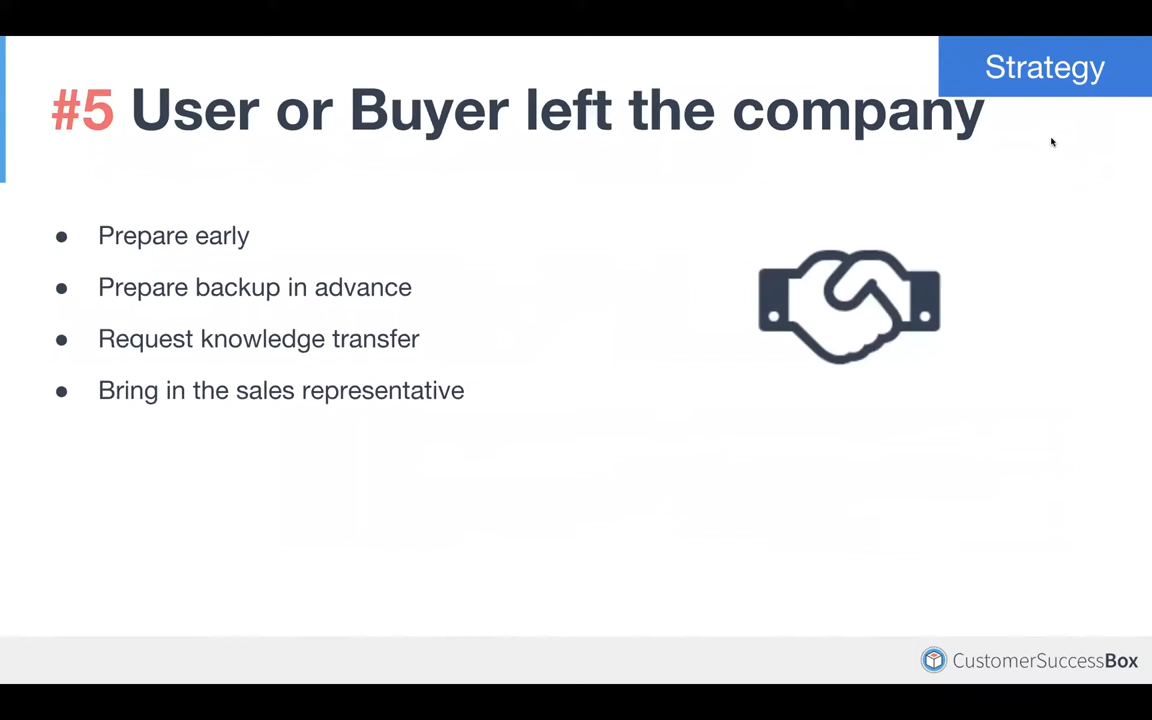 Strategy
#5 User or Buyer left the company
● Prepare early
● Prepare backup in advance
● Request knowledge transfer
● Bring in the sales representative
CustomerSuccessBox